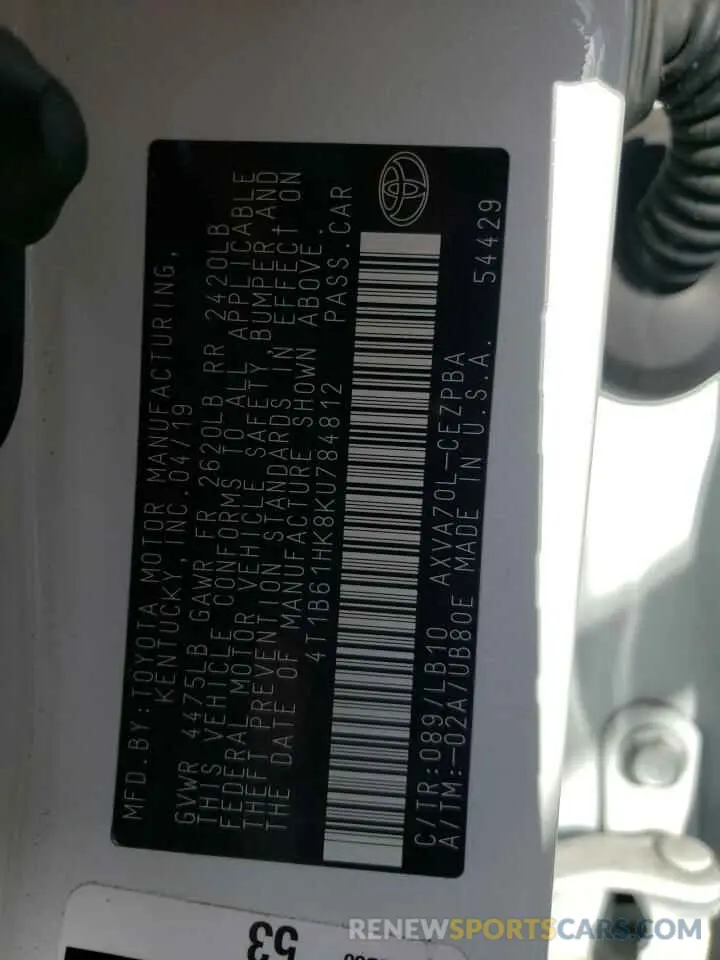 MFD.BY:TOYOTA MOTOR MANUFACTURING,
KENTUCKY, INC.04/19
GVWR 4475LB GAWR FR 2620LB RR 2420LB
THIS VEHICLE CONFORMS TO ALL APPLICABLE
FEDERAL MOTOR VEHICLE SAFETY, BUMPER, AND
THEFT PREVENTION STANDARDS IN EFFECT ON
THE DATE OF MANUFACTURE SHOWN ABOVE.
4T1B61HK8KU784812 PASS.CAR
C/TR:089/LB10 AXVA70L-CEZPBA
A/TM:-02A/UB80E MADE IN U.S.A. 54429
53
RENEWSPORTSCARS.COM